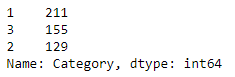 1    211
3    155
2    129
Name: Category, dtype: int64